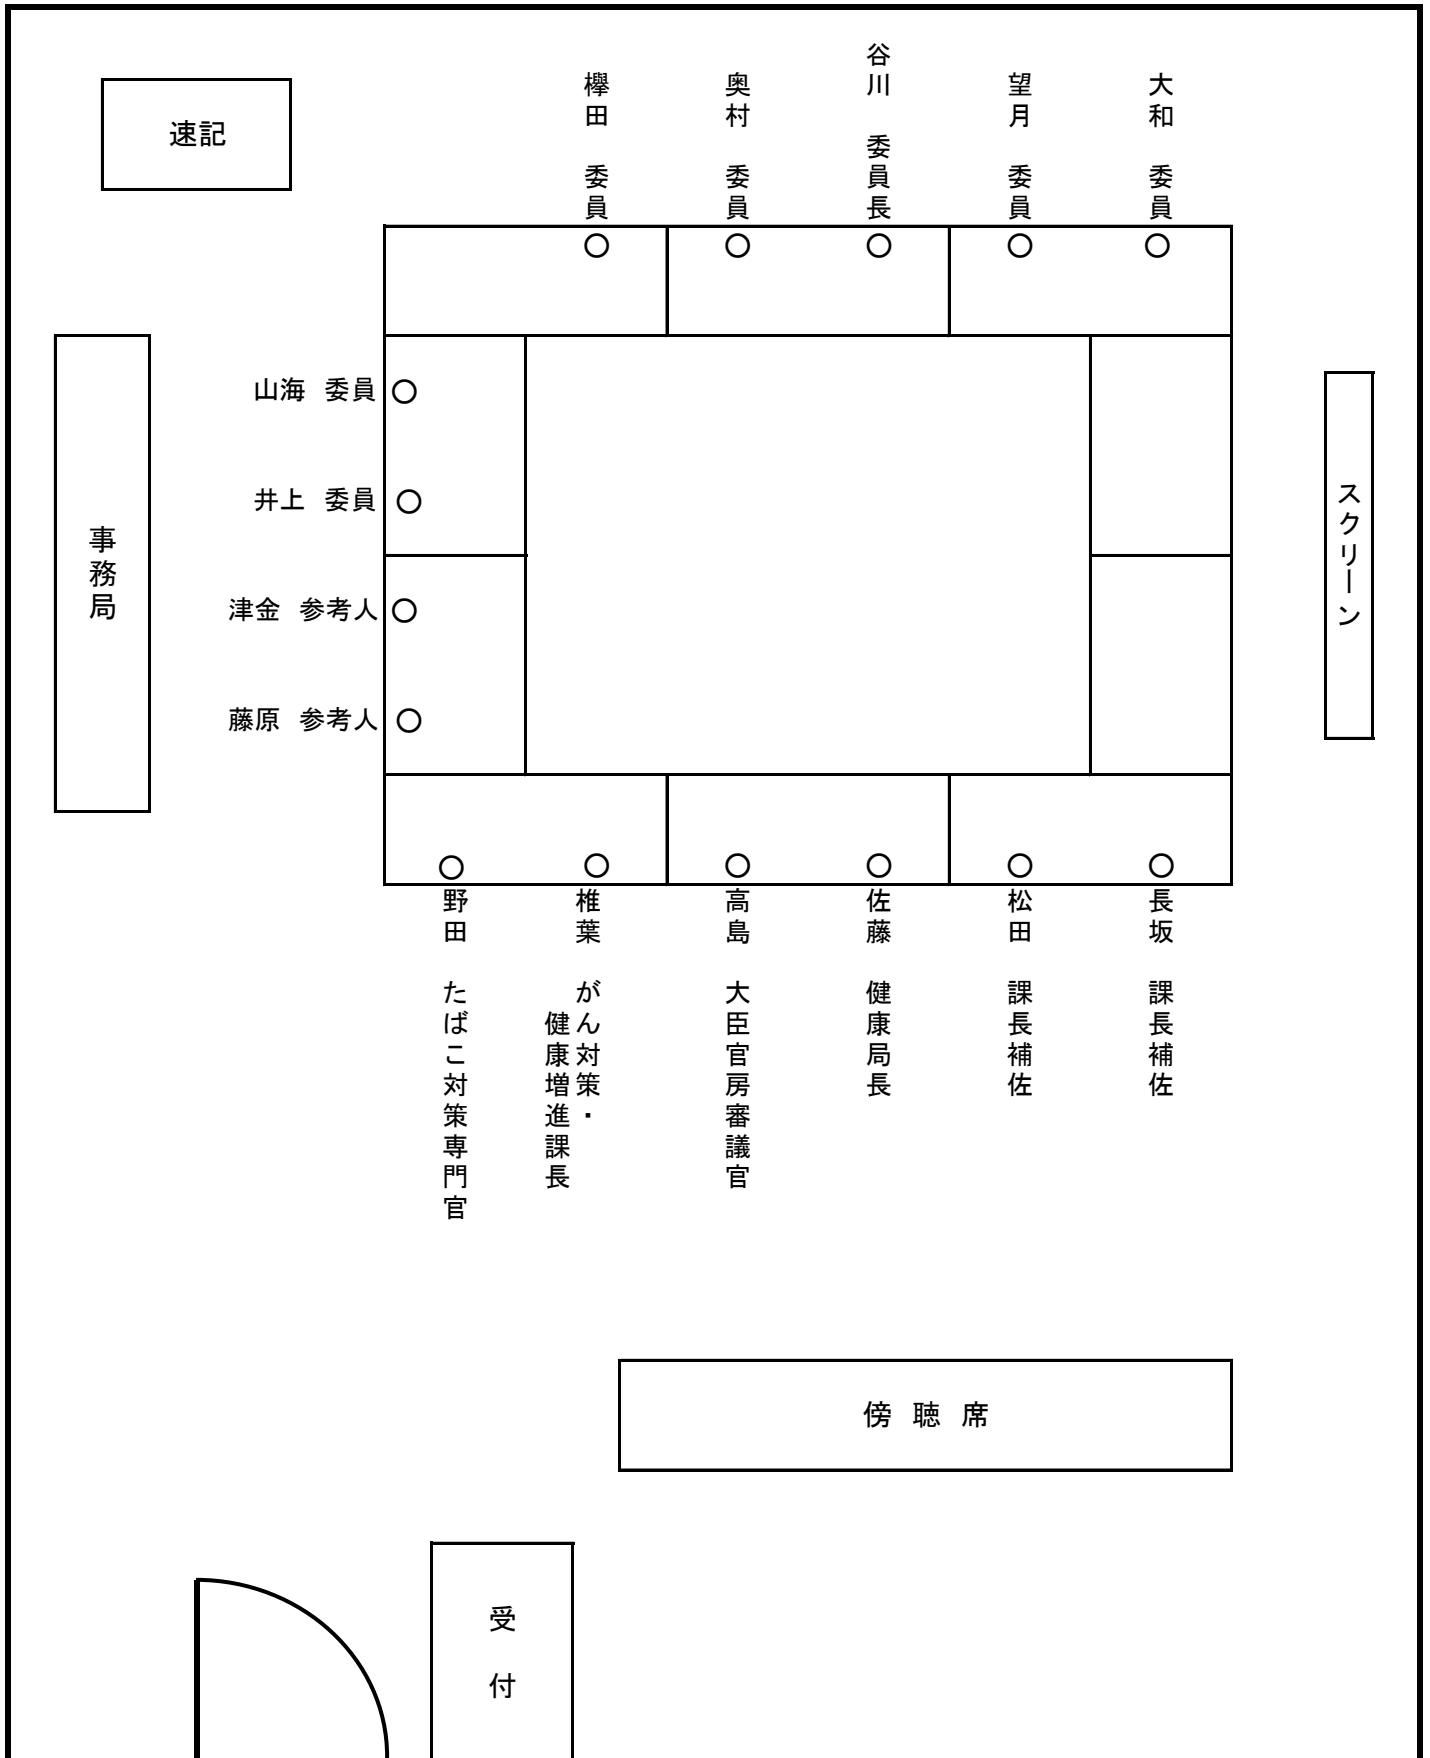 速記
欅田 委員
奥村 委員
谷川 委員長
望月 委員
大和 委員
山海 委員
井上 委員
津金 参考人
藤原 参考人
事務局
スクリーン
野田 たばこ対策専門官
椎葉 がん対策・
健康増進課長
高島 大臣官房審議官
佐藤 健康局長
松田 課長補佐
長坂 課長補佐
傍聴席
受付